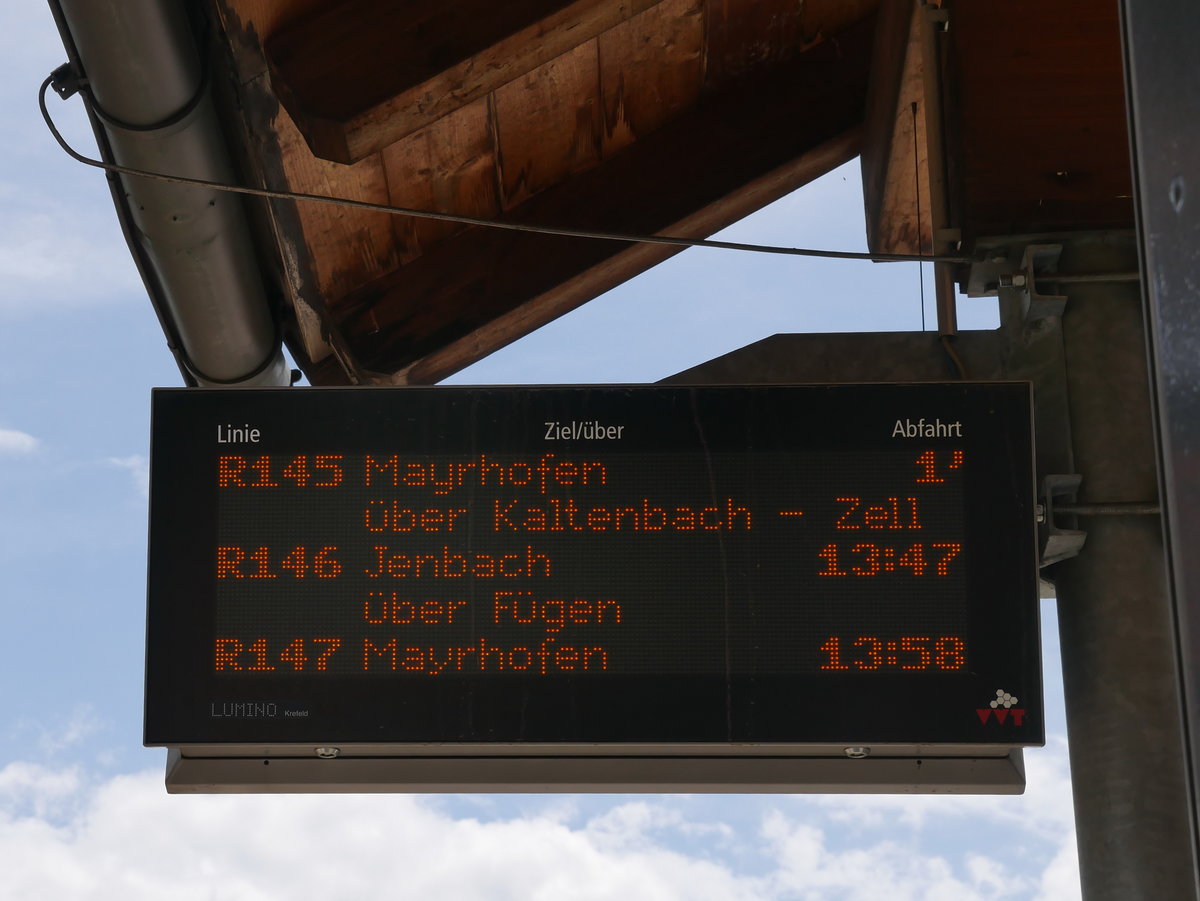 Linie Ziel/über Abfahrt
R145 Mayrhofen 1'
über Kaltenbach - Zell
R146 Jenbach 13:47
über Fügen
R147 Mayrhofen 13:58
LUMINO Krefeld
VVT